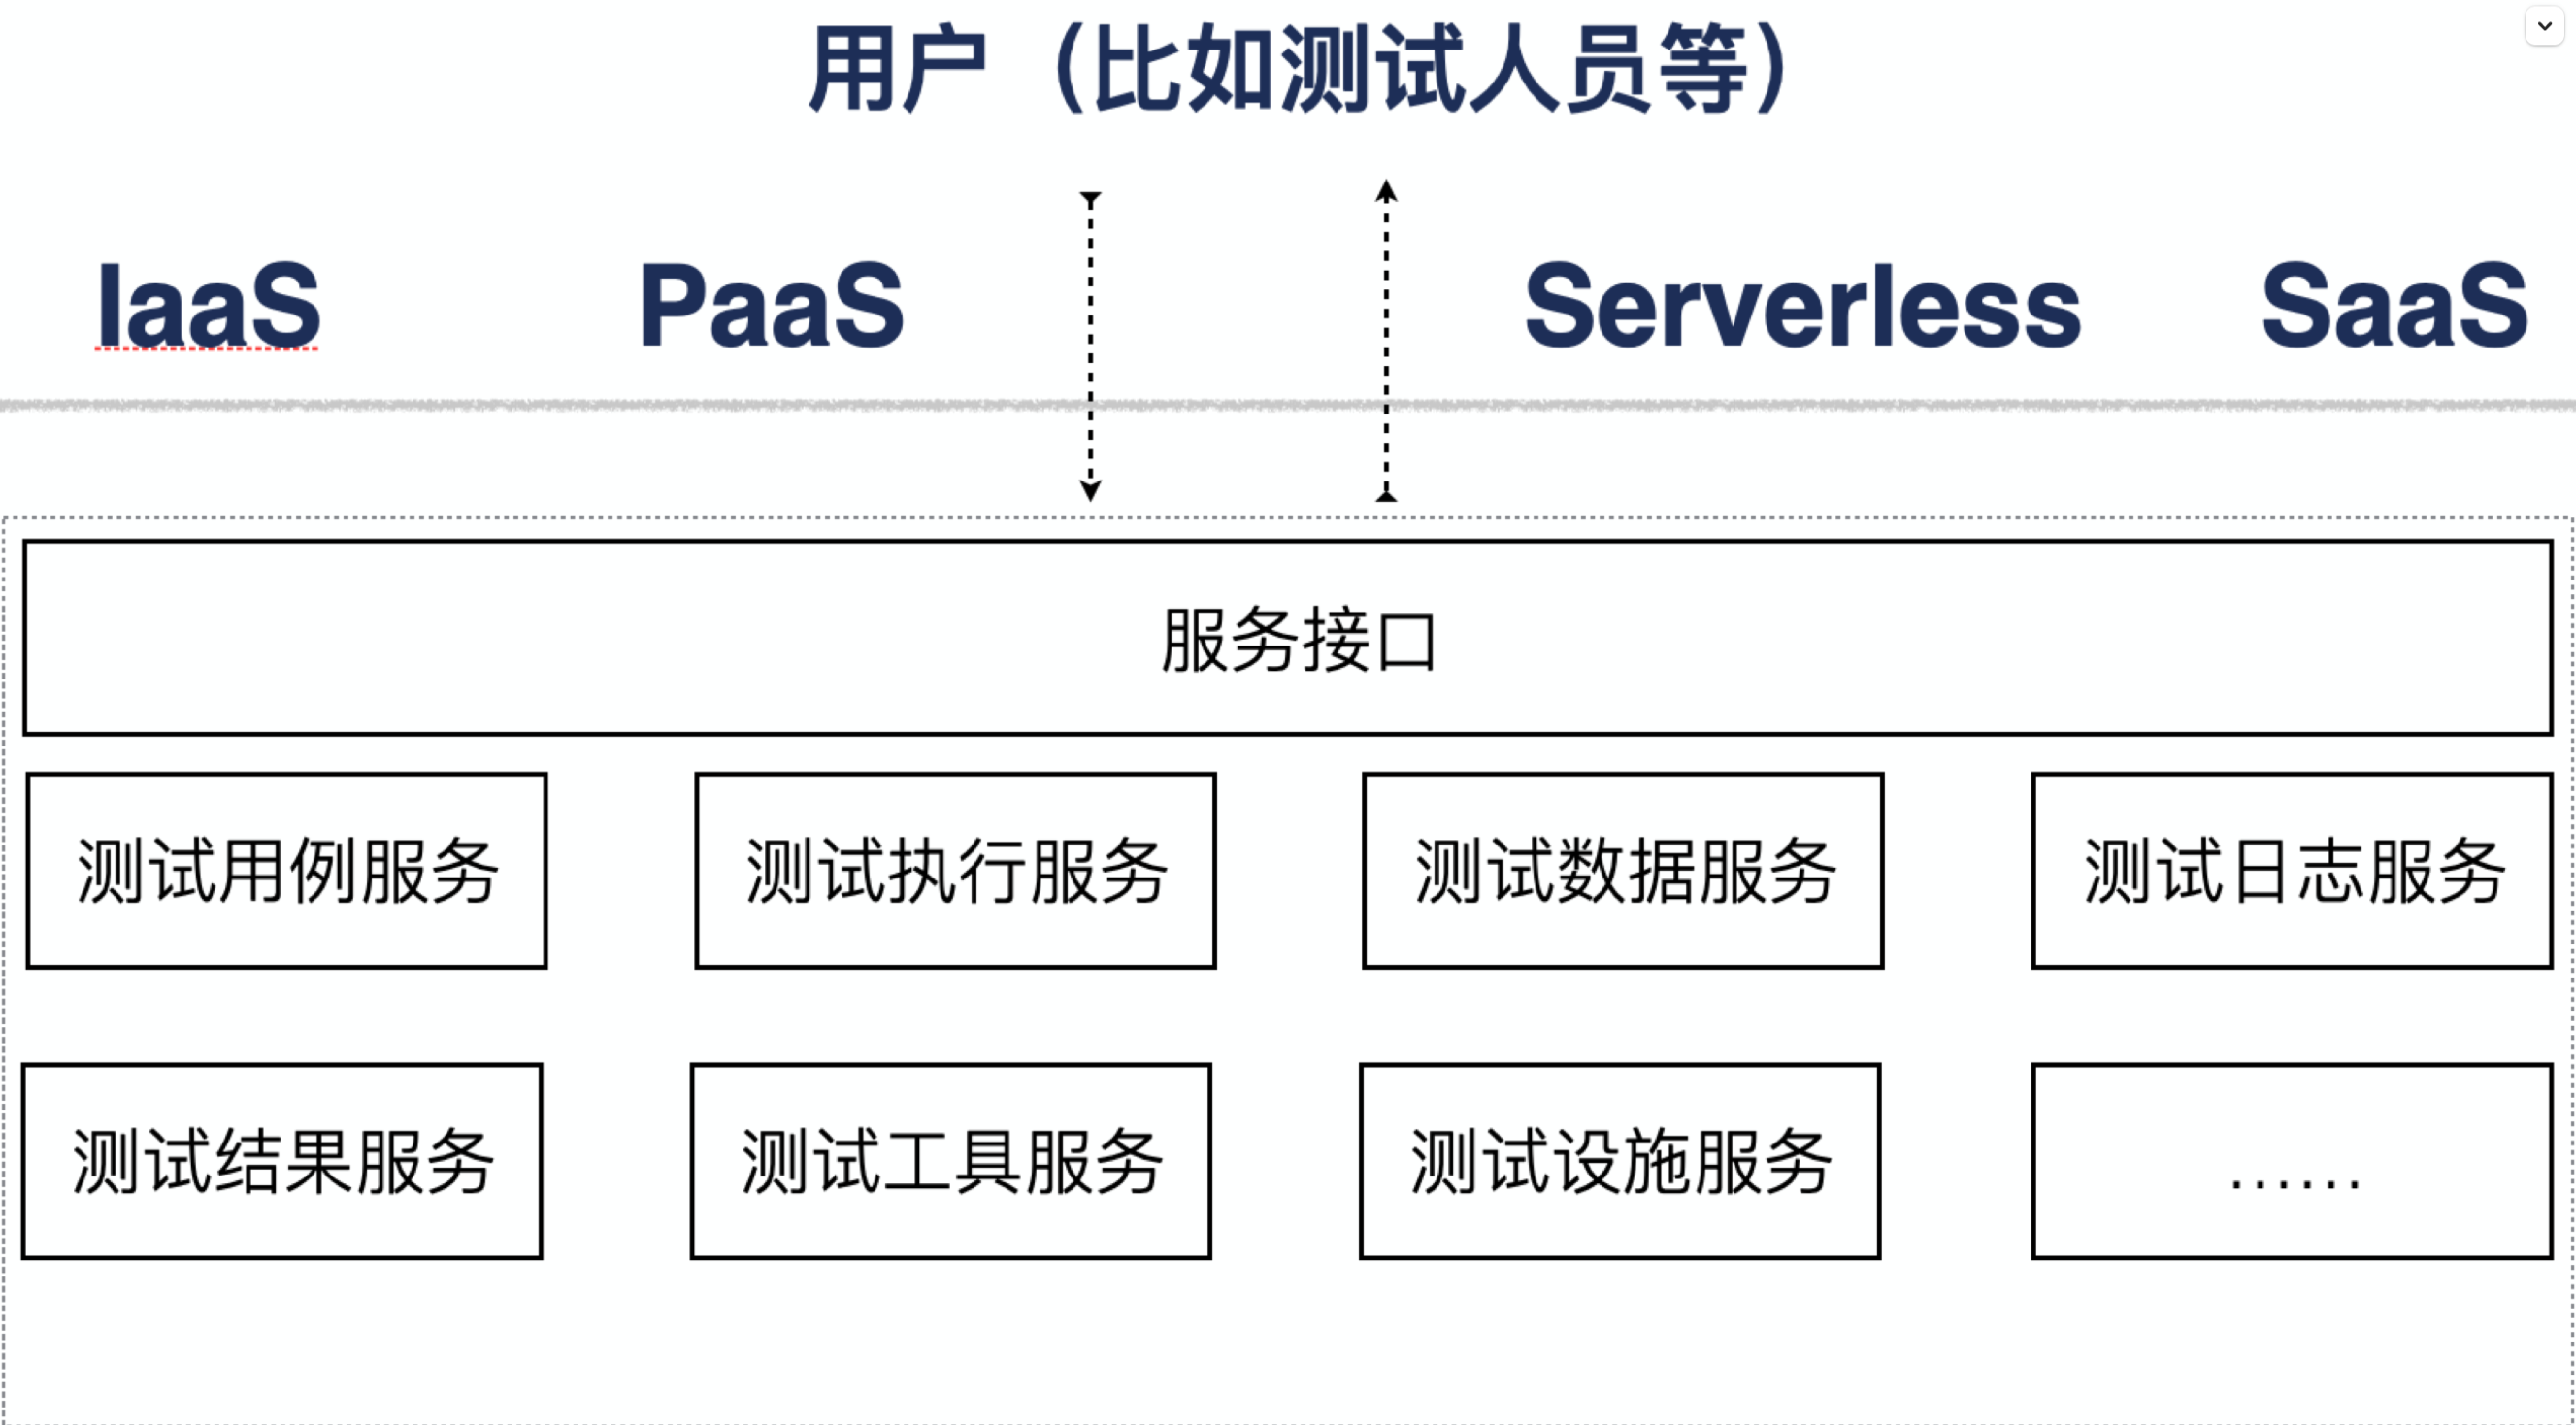 用户（比如测试人员等）
IaaS PaaS Serverless SaaS
服务接口
测试用例服务 测试执行服务 测试数据服务 测试日志服务
测试结果服务 测试工具服务 测试设施服务 ......